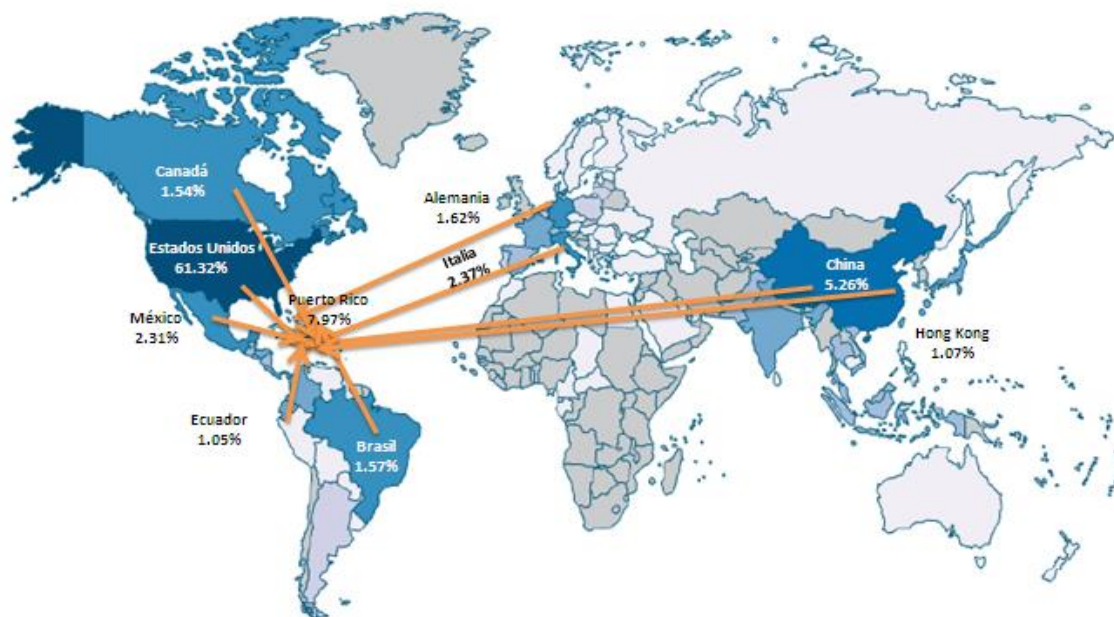 Canadá
1.54%
Alemania
1.62%
Estados Unidos
61.32%
Italia
2.37%
China
5.26%
Puerto Rico
7.97%
México
2.31%
Hong Kong
1.07%
Ecuador
1.05%
Brasil
1.57%